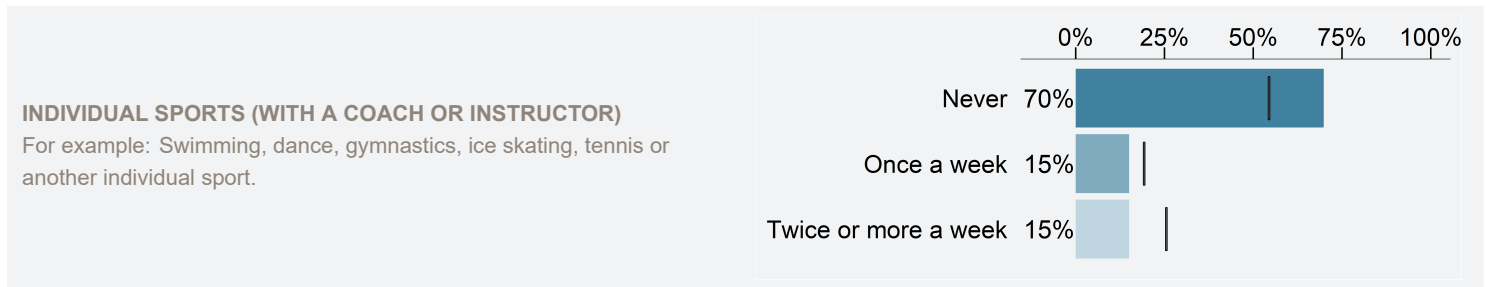 0% 25% 50% 75% 100%
INDIVIDUAL SPORTS (WITH A COACH OR INSTRUCTOR)
For example: Swimming, dance, gymnastics, ice skating, tennis or
another individual sport.
Never 70%
Once a week 15%
Twice or more a week 15%